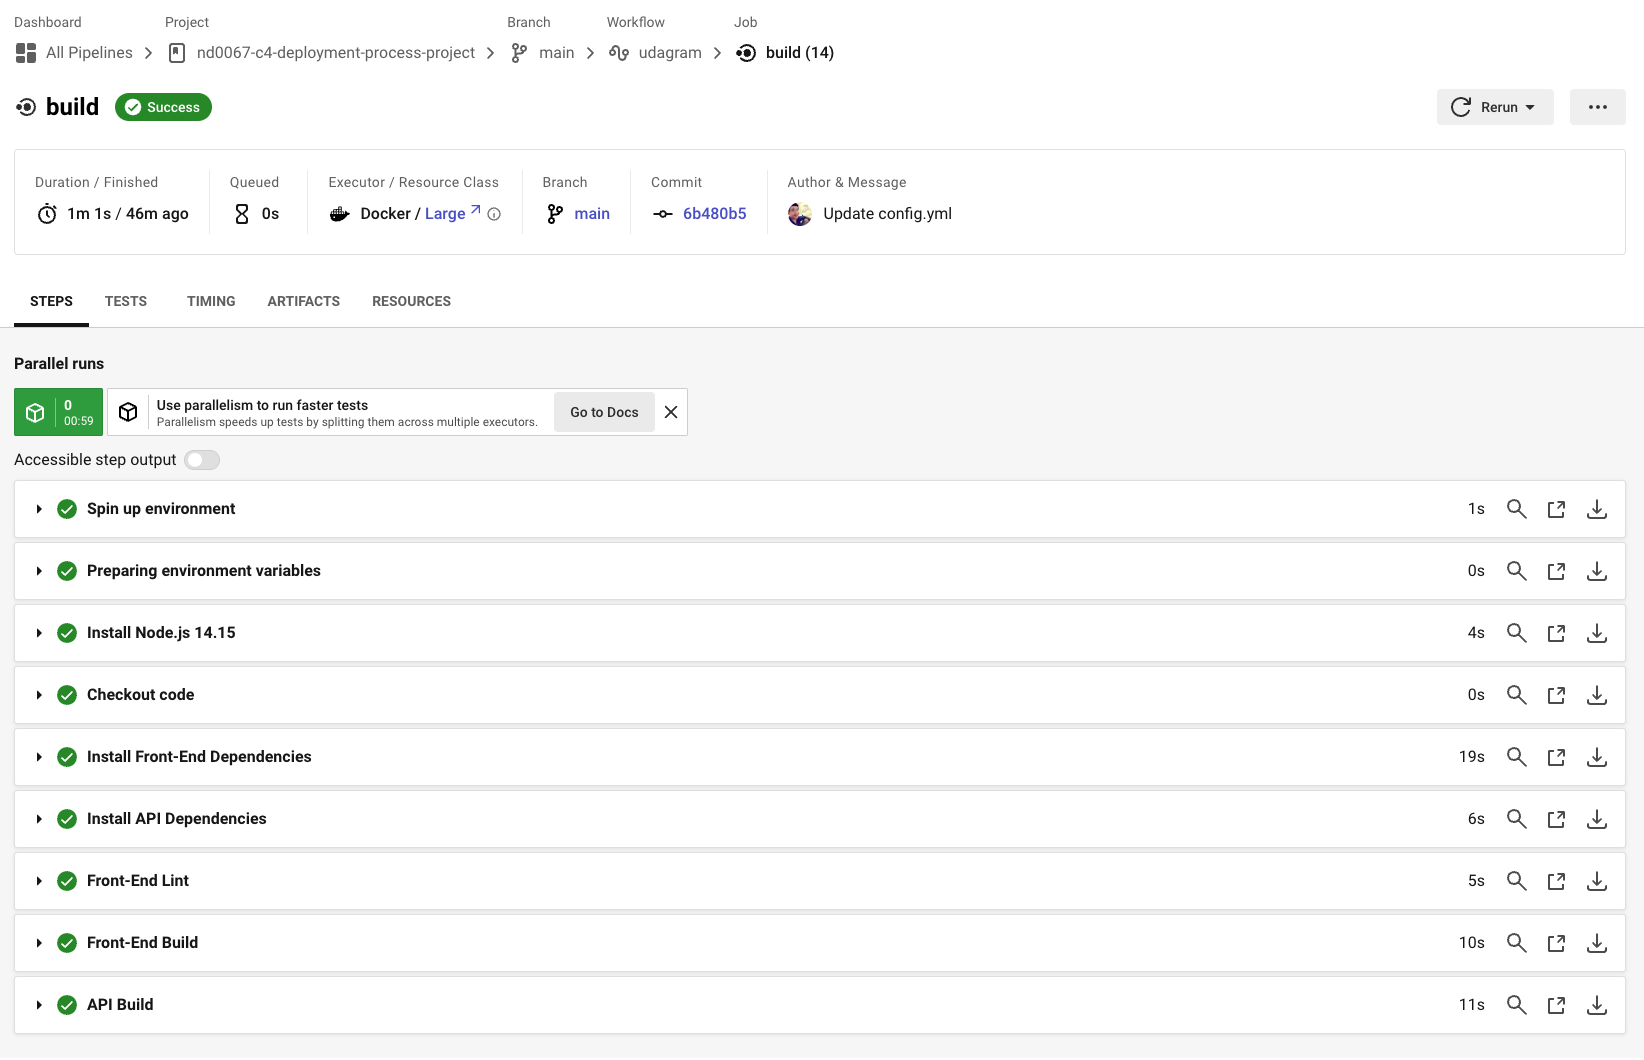 Dashboard Project Branch Workflow Job
All Pipelines nd0067-c4-deployment-process-project main udagram build (14)
build Success Rerun
Duration / Finished Queued Executor / Resource Class Branch Commit Author & Message
1m 1s / 46m ago 0s Docker / Large main 6b480b5 Update config.yml
STEPS TESTS TIMING ARTIFACTS RESOURCES
Parallel runs
0
00:59
Use parallelism to run faster tests
Parallelism speeds up tests by splitting them across multiple executors.
Go to Docs
Accessible step output
Spin up environment 1s
Preparing environment variables 0s
Install Node.js 14.15 4s
Checkout code 0s
Install Front-End Dependencies 19s
Install API Dependencies 6s
Front-End Lint 5s
Front-End Build 10s
API Build 11s